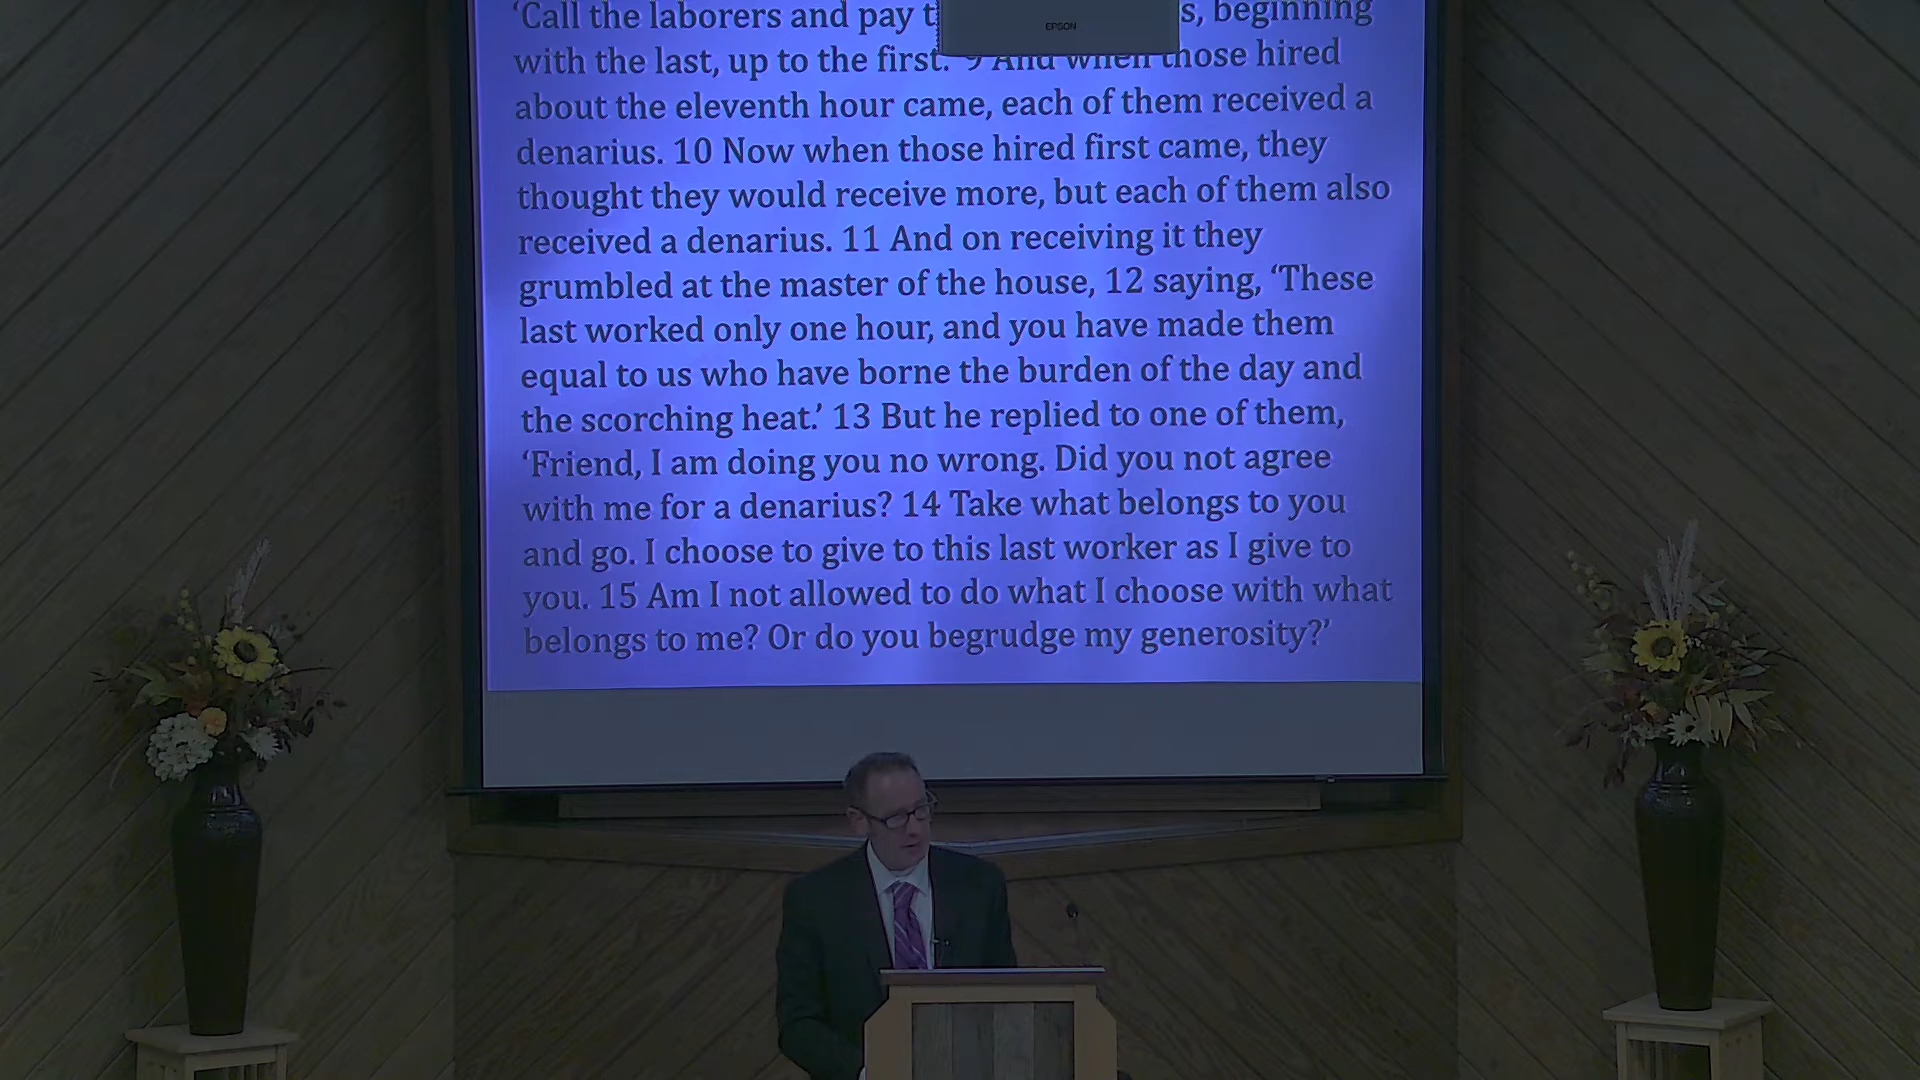 ‘Call the laborers and pay
EPSON
s, beginning
with the last, up to the first. 9 And when those hired
about the eleventh hour came, each of them received a
denarius. 10 Now when those hired first came, they
thought they would receive more, but each of them also
received a denarius. 11 And on receiving it they
grumbled at the master of the house, 12 saying, ‘These
last worked only one hour, and you have made them
equal to us who have borne the burden of the day and
the scorching heat.’ 13 But he replied to one of them,
‘Friend, I am doing you no wrong. Did you not agree
with me for a denarius? 14 Take what belongs to you
and go. I choose to give to this last worker as I give to
you. 15 Am I not allowed to do what I choose with what
belongs to me? Or do you begrudge my generosity?’